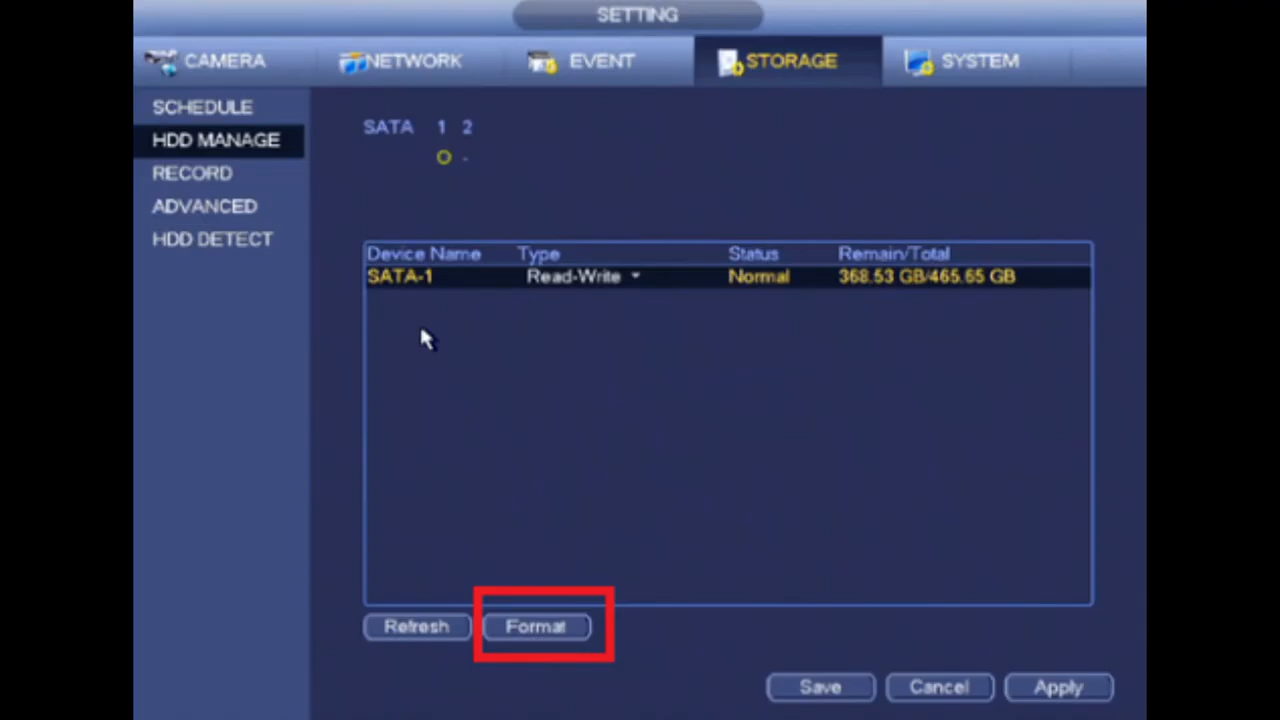 SETTING
CAMERA NETWORK EVENT STORAGE SYSTEM
SCHEDULE
HDD MANAGE
RECORD
ADVANCED
HDD DETECT
SATA 1 2
O -
Device Name Type Status Remain/Total
SATA-1 Read-Write Normal 368.53 GB/465.65 GB
Refresh Format
Save Cancel Apply